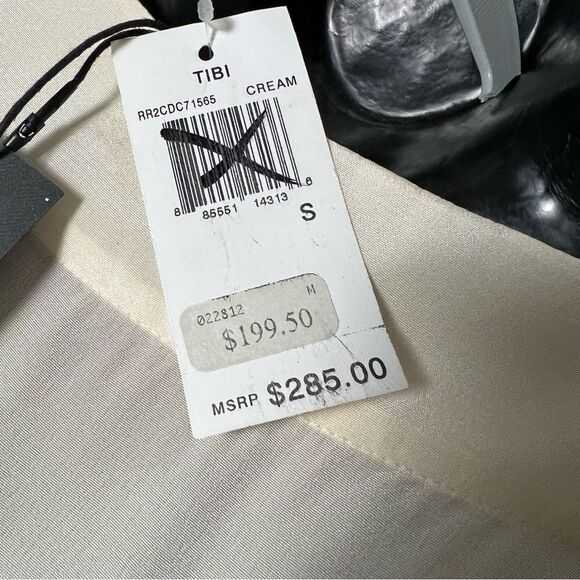 TIBI
RR2CDC71565 CREAM
8 85551 14313 8
S
022812 N
$199.50
MSRP $285.00